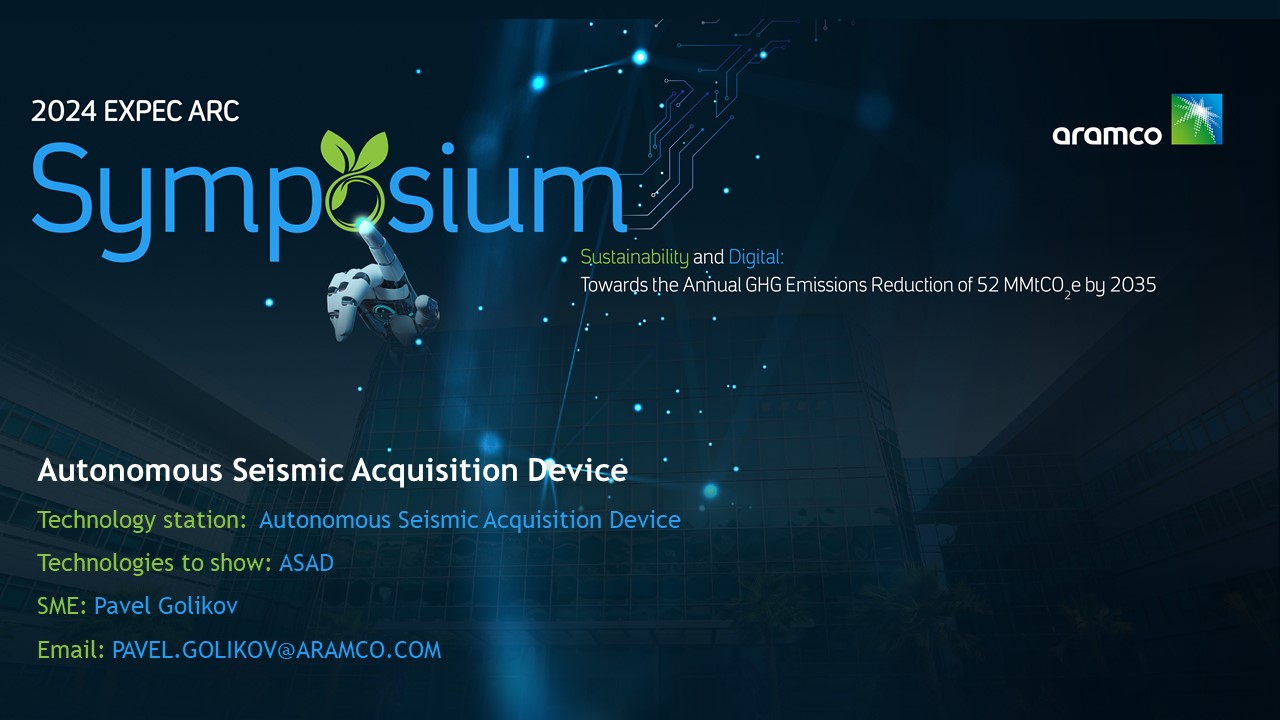 2024 EXPEC ARC
Symposium
aramco
Sustainability and Digital:
Towards the Annual GHG Emissions Reduction of 52 MMtCO₂e by 2035
Autonomous Seismic Acquisition Device
Technology station: Autonomous Seismic Acquisition Device
Technologies to show: ASAD
SME: Pavel Golikov
Email: PAVEL.GOLIKOV@ARAMCO.COM